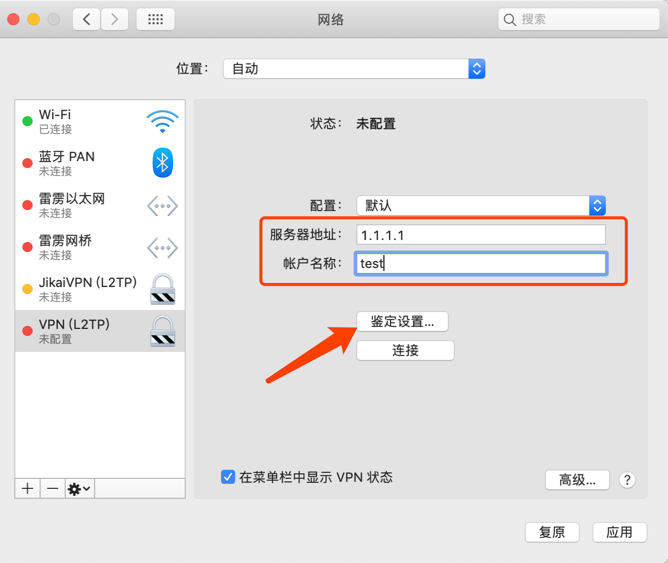 网络
搜索
位置：
自动
Wi-Fi
已连接
蓝牙 PAN
未连接
雷雳以太网
未连接
雷雳网桥
未连接
JikaiVPN (L2TP)
未连接
VPN (L2TP)
未配置
状态：
未配置
配置：
默认
服务器地址：
1.1.1.1
帐户名称：
test
鉴定设置...
连接
在菜单栏中显示 VPN 状态
高级...
?
复原
应用